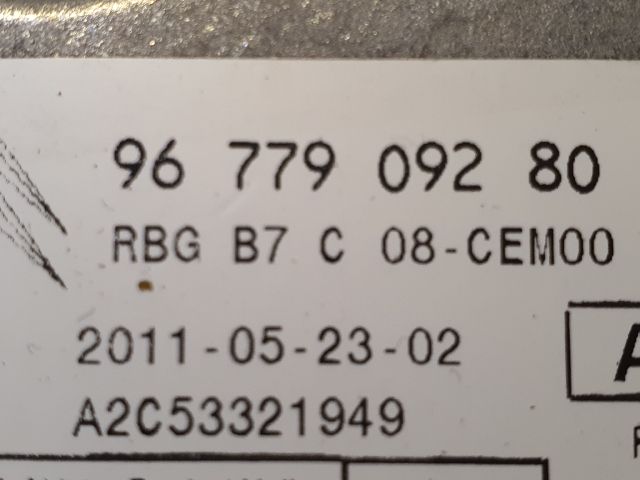 96 779 092 80
RBG B7 C 08-CEM00
2011-05-23-02
A2C53321949